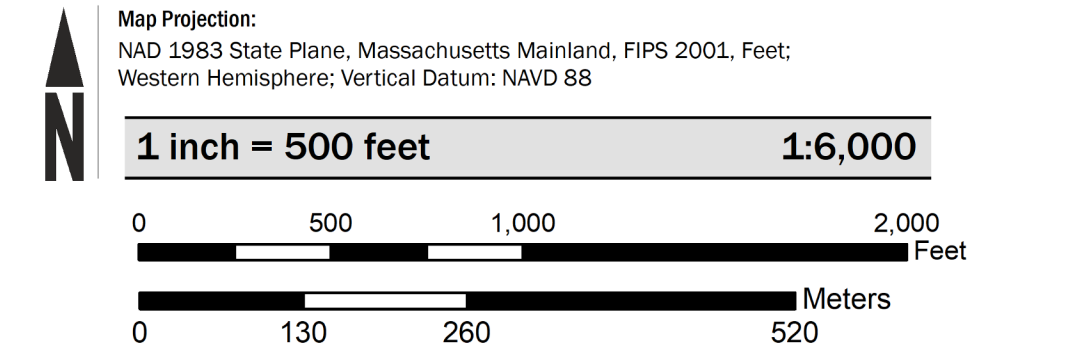 Map Projection:
NAD 1983 State Plane, Massachusetts Mainland, FIPS 2001, Feet;
Western Hemisphere; Vertical Datum: NAVD 88
N
1 inch = 500 feet 1:6,000
0 500 1,000 2,000
Feet
Meters
0 130 260 520